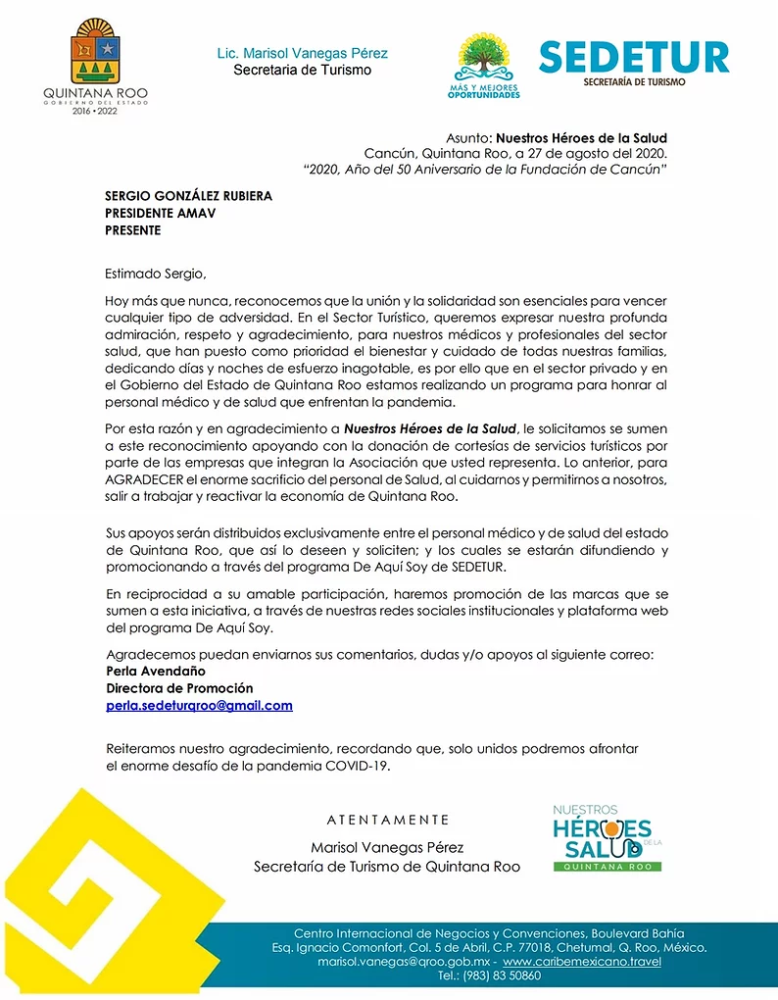 QUINTANA ROO
GOBIERNO DEL ESTADO
2016 • 2022
Lic. Marisol Vanegas Pérez
Secretaria de Turismo
MÁS Y MEJORES
OPORTUNIDADES
SEDETUR
SECRETARÍA DE TURISMO
Asunto: Nuestros Héroes de la Salud
Cancún, Quintana Roo, a 27 de agosto del 2020.
“2020, Año del 50 Aniversario de la Fundación de Cancún”
SERGIO GONZÁLEZ RUBIERA
PRESIDENTE AMAV
PRESENTE
Estimado Sergio,
Hoy más que nunca, reconocemos que la unión y la solidaridad son esenciales para vencer
cualquier tipo de adversidad. En el Sector Turístico, queremos expresar nuestra profunda
admiración, respeto y agradecimiento, para nuestros médicos y profesionales del sector
salud, que han puesto como prioridad el bienestar y cuidado de todas nuestras familias,
dedicando días y noches de esfuerzo inagotable, es por ello que en el sector privado y en
el Gobierno del Estado de Quintana Roo estamos realizando un programa para honrar al
personal médico y de salud que enfrentan la pandemia.
Por esta razón y en agradecimiento a Nuestros Héroes de la Salud, le solicitamos se sumen
a este reconocimiento apoyando con la donación de cortesías de servicios turísticos por
parte de las empresas que integran la Asociación que usted representa. Lo anterior, para
AGRADECER el enorme sacrificio del personal de Salud, al cuidarnos y permitirnos a nosotros,
salir a trabajar y reactivar la economía de Quintana Roo.
Sus apoyos serán distribuidos exclusivamente entre el personal médico y de salud del estado
de Quintana Roo, que así lo deseen y soliciten; y los cuales se estarán difundiendo y
promocionando a través del programa De Aquí Soy de SEDETUR.
En reciprocidad a su amable participación, haremos promoción de las marcas que se
sumen a esta iniciativa, a través de nuestras redes sociales institucionales y plataforma web
del programa De Aquí Soy.
Agradecemos puedan enviarnos sus comentarios, dudas y/o apoyos al siguiente correo:
Perla Avendaño
Directora de Promoción
perla.sedeturqroo@gmail.com
Reiteramos nuestro agradecimiento, recordando que, solo unidos podremos afrontar
el enorme desafío de la pandemia COVID-19.
ATENTAMENTE
Marisol Vanegas Pérez
Secretaría de Turismo de Quintana Roo
NUESTROS
HÉROES
DE LA
SALUD
QUINTANA ROO
Centro Internacional de Negocios y Convenciones, Boulevard Bahía
Esq. Ignacio Comonfort, Col. 5 de Abril, C.P. 77018, Chetumal, Q. Roo, México.
marisol.vanegas@qroo.gob.mx - www.caribemexicano.travel
Tel.: (983) 83 50860